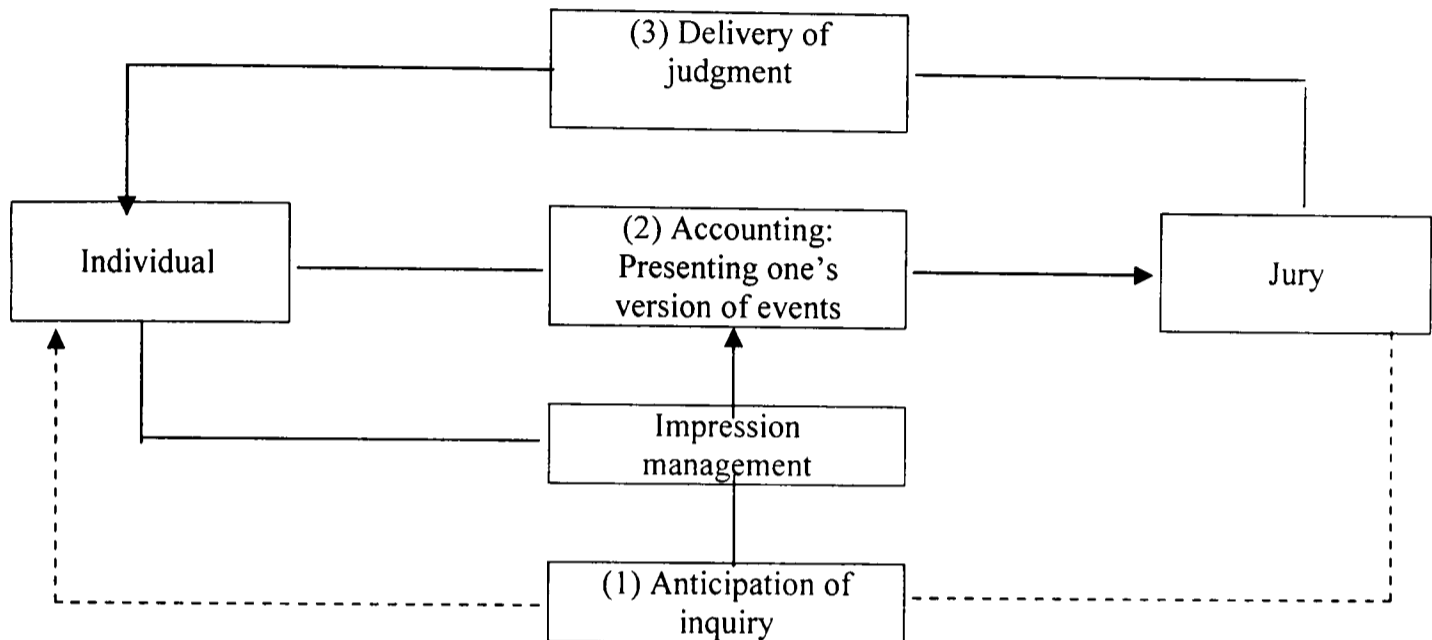 (3) Delivery of
judgment
Individual
(2) Accounting:
Presenting one’s
version of events
Jury
Impression
management
(1) Anticipation of
inquiry